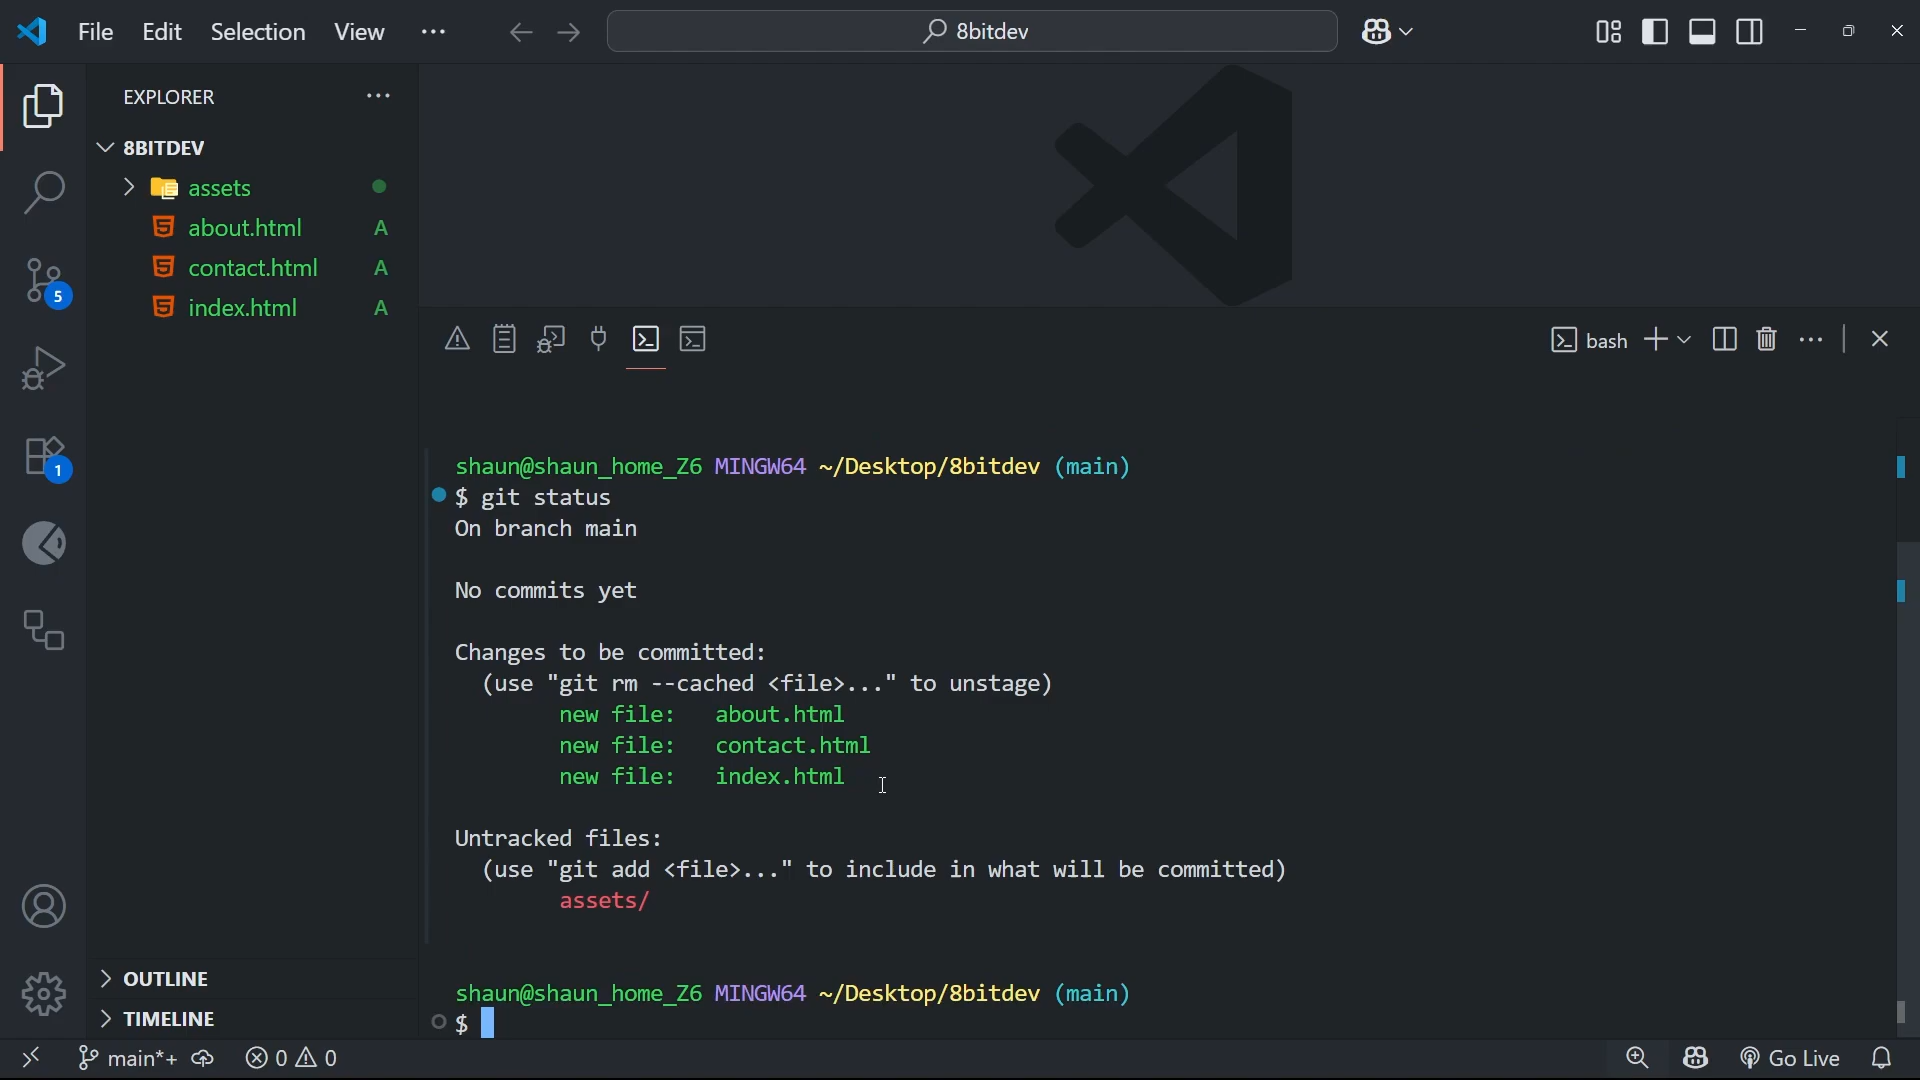 File Edit Selection View ...
8bitdev
EXPLORER ...
8BITDEV
assets
about.html A
contact.html A
index.html A
5
1
bash
shaun@shaun_home_Z6 MINGW64 ~/Desktop/8bitdev (main)
$ git status
On branch main
No commits yet
Changes to be committed:
(use "git rm --cached <file>..." to unstage)
new file: about.html
new file: contact.html
new file: index.html
Untracked files:
(use "git add <file>..." to include in what will be committed)
assets/
shaun@shaun_home_Z6 MINGW64 ~/Desktop/8bitdev (main)
$
OUTLINE
TIMELINE
main*+ 0 0 Go Live